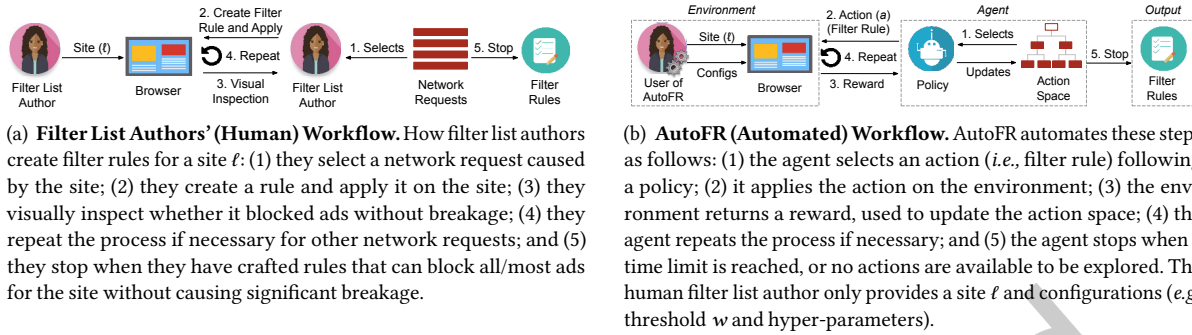 2. Create Filter
Rule and Apply
Site (ℓ)
1. Selects
5. Stop
4. Repeat
3. Visual
Inspection
Filter List
Author
Browser
Filter List
Author
Network
Requests
Filter
Rules
(a) Filter List Authors' (Human) Workflow. How filter list authors
create filter rules for a site ℓ: (1) they select a network request caused
by the site; (2) they create a rule and apply it on the site; (3) they
visually inspect whether it blocked ads without breakage; (4) they
repeat the process if necessary for other network requests; and (5)
they stop when they have crafted rules that can block all/most ads
for the site without causing significant breakage.
Environment
Agent
Output
2. Action (a)
(Filter Rule)
Site (ℓ)
1. Selects
4. Repeat
5. Stop
Configs
Updates
3. Reward
User of
AutoFR
Browser
Policy
Action
Space
Filter
Rules
(b) AutoFR (Automated) Workflow. AutoFR automates these step
as follows: (1) the agent selects an action (i.e., filter rule) following
a policy; (2) it applies the action on the environment; (3) the env
ronment returns a reward, used to update the action space; (4) th
agent repeats the process if necessary; and (5) the agent stops when
time limit is reached, or no actions are available to be explored. Th
human filter list author only provides a site ℓ and configurations (e.g
threshold w and hyper-parameters).